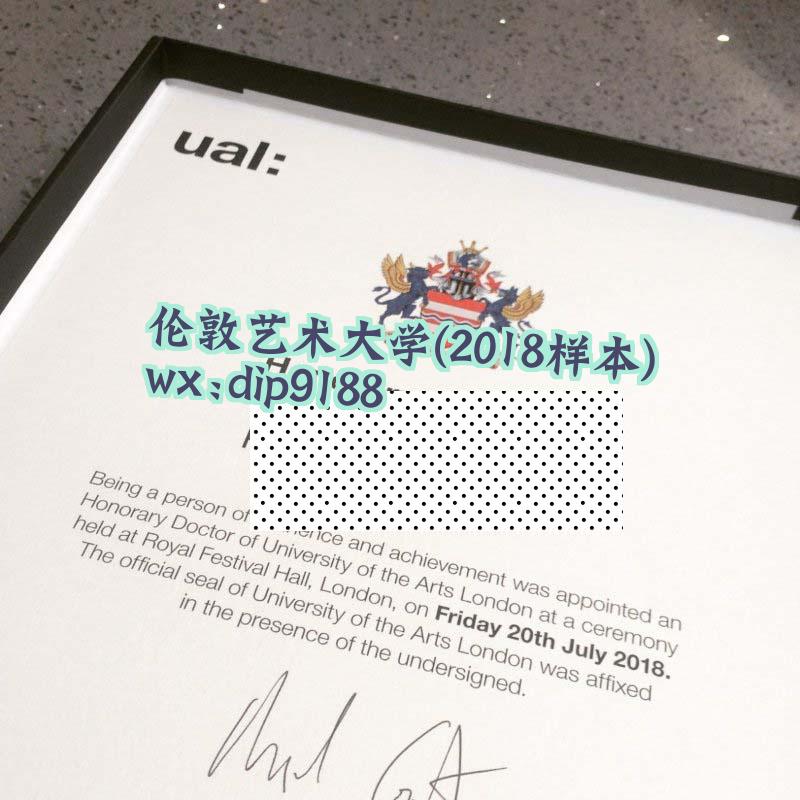 ual:
伦敦艺术大学(2018样本)
wx:dip9188
Being a person of and achievement was appointed an
Honorary Doctor of University of the Arts London at a ceremony
held at Royal Festival Hall, London, on Friday 20th July 2018.
The official seal of University of the Arts London was affixed
in the presence of the undersigned.